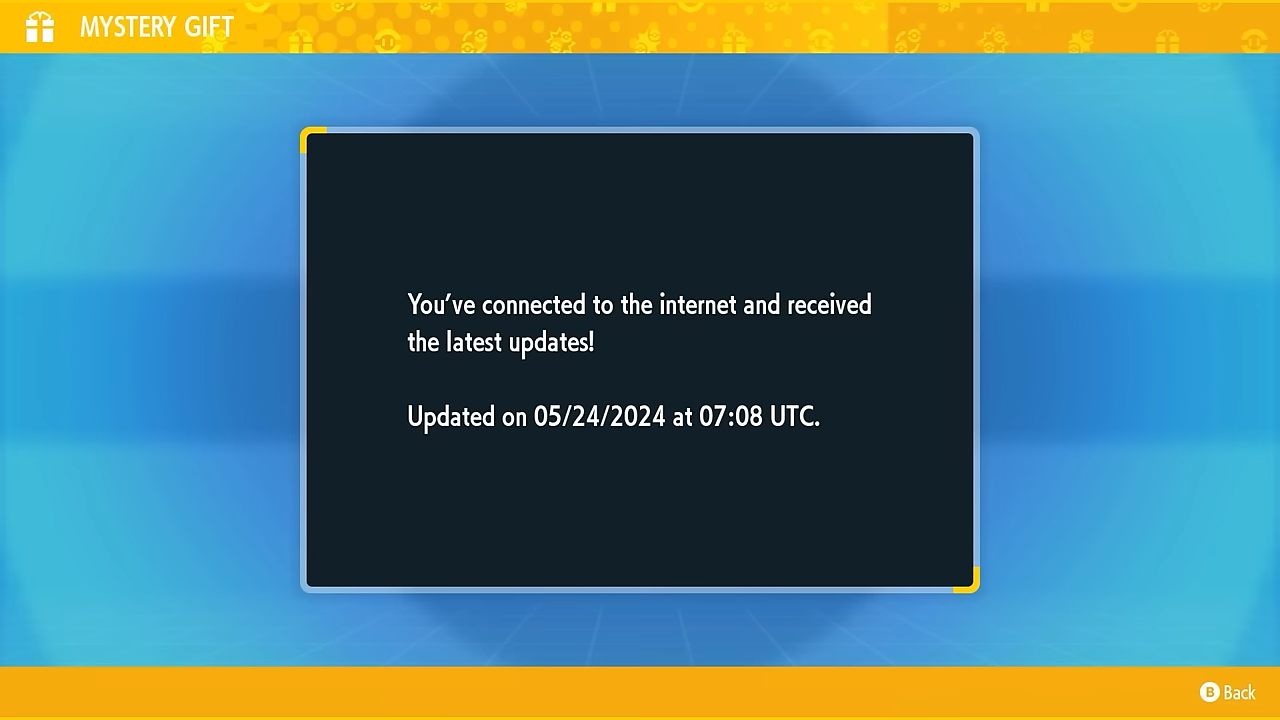 MYSTERY GIFT
You've connected to the internet and received
the latest updates!
Updated on 05/24/2024 at 07:08 UTC.
B Back